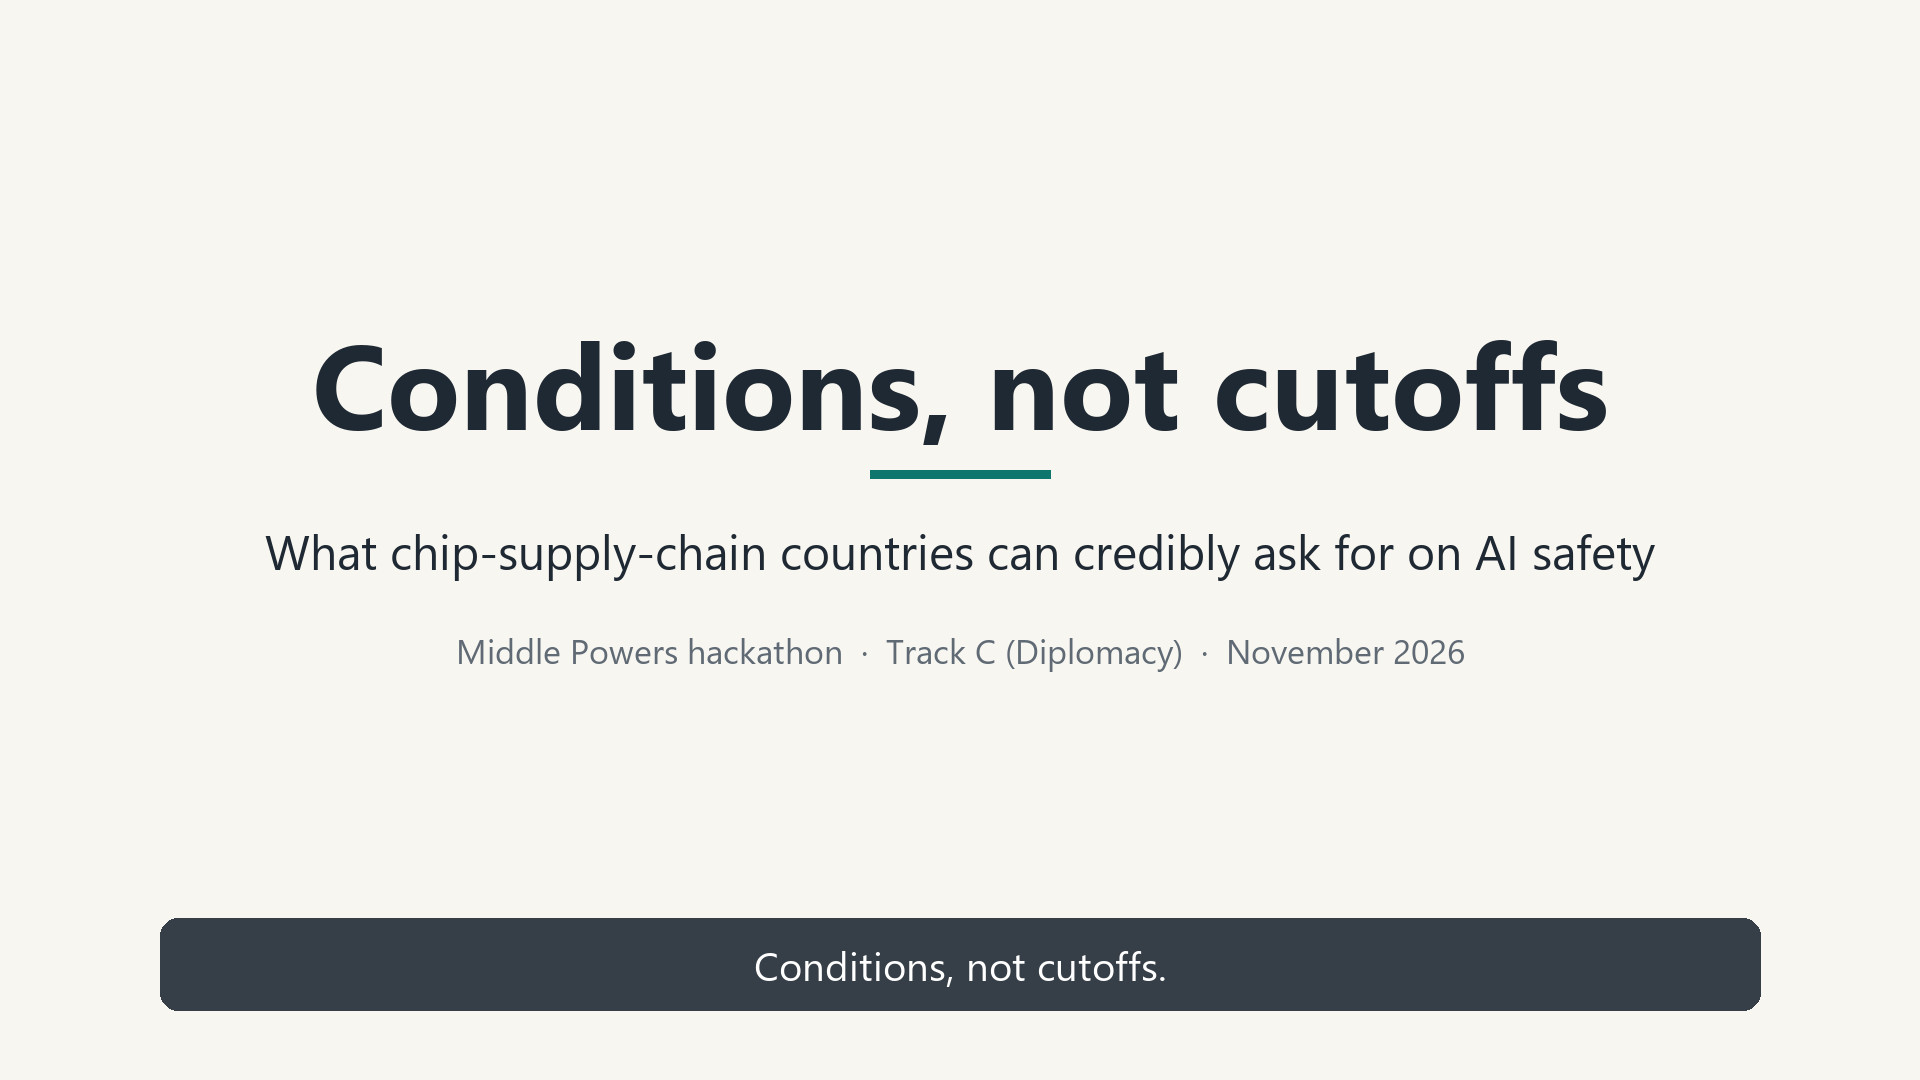 Conditions, not cutoffs
What chip-supply-chain countries can credibly ask for on AI safety
Middle Powers hackathon · Track C (Diplomacy) · November 2026
Conditions, not cutoffs.